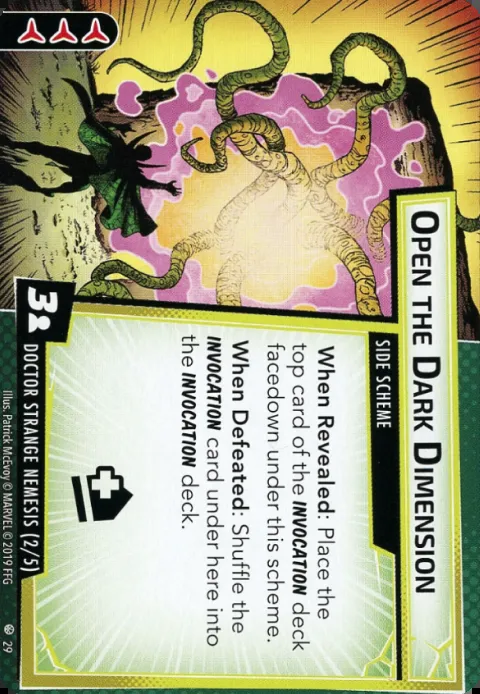 OPEN THE DARK DIMENSION
SIDE SCHEME
When Revealed: Place the
top card of the INVOCATION deck
facedown under this scheme.
When Defeated: Shuffle the
INVOCATION card under here into
the INVOCATION deck.
3
DOCTOR STRANGE NEMESIS (2/5)
Illus. Patrick McEvoy © MARVEL © 2019 FFG
29